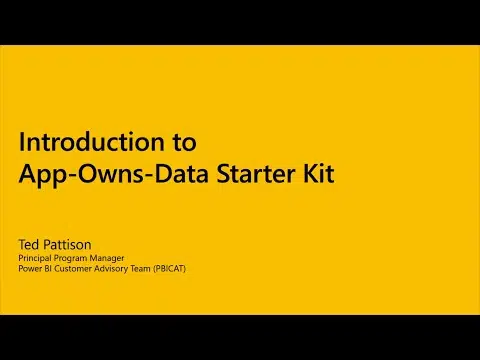 Introduction to
App-Owns-Data Starter Kit
Ted Pattison
Principal Program Manager
Power BI Customer Advisory Team (PBICAT)